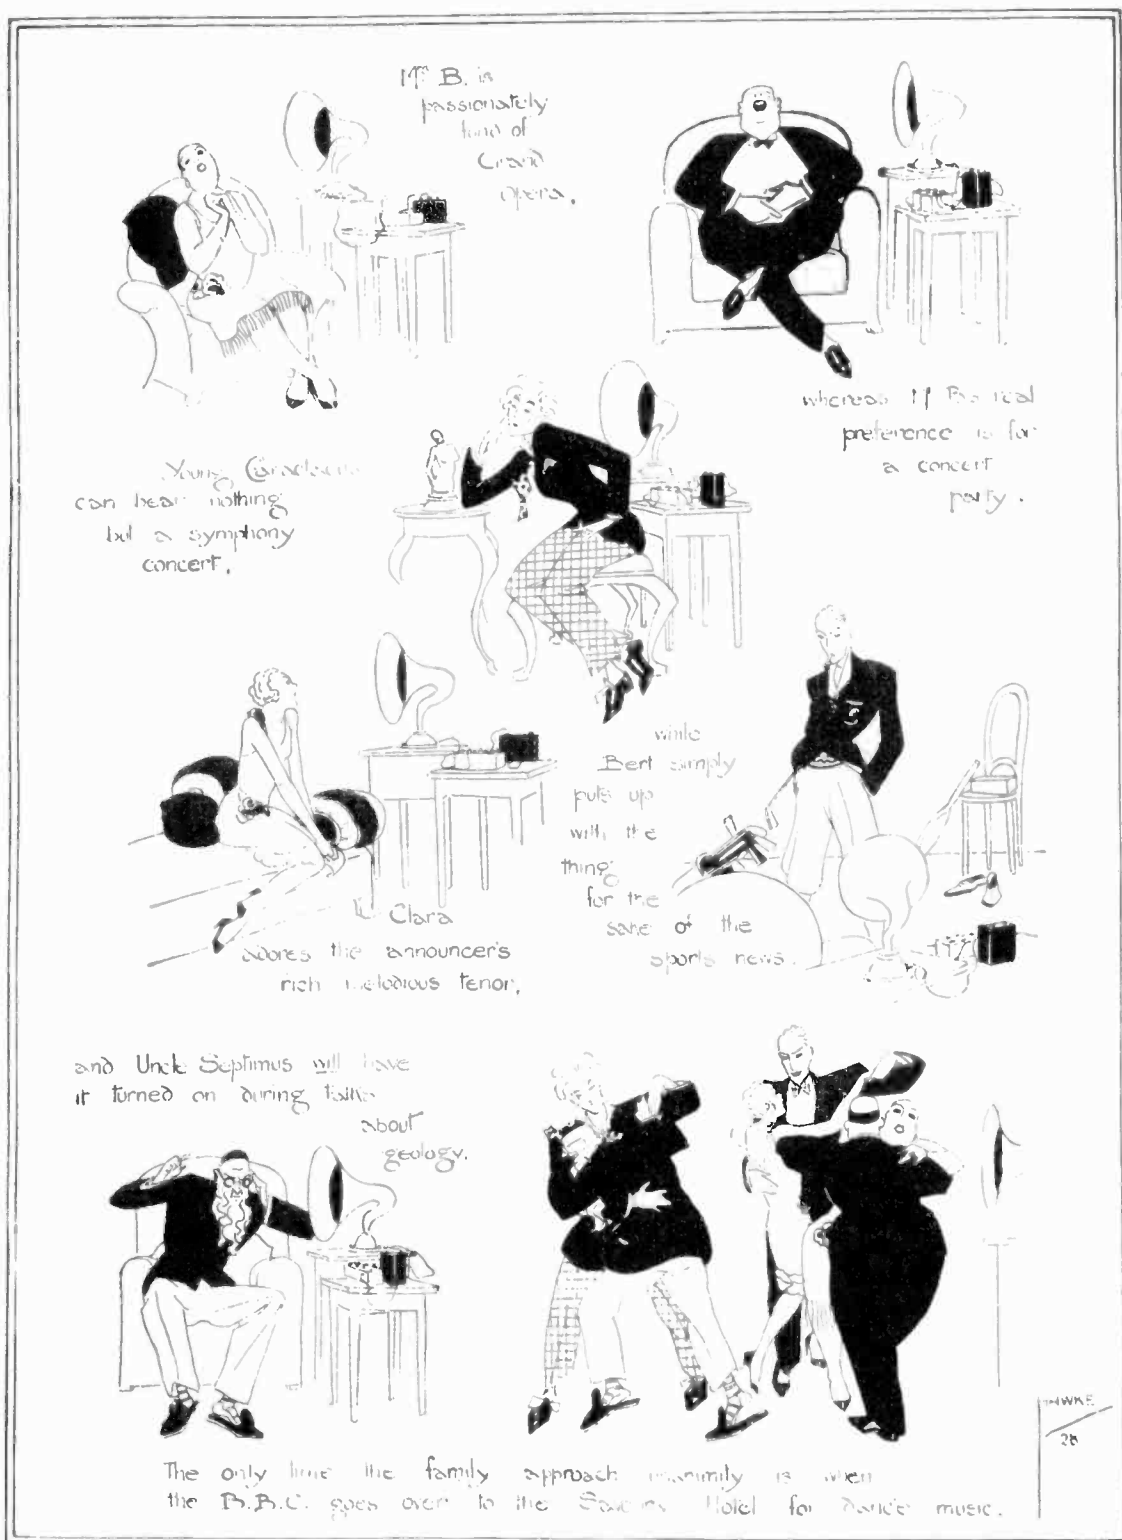 Mrs B. is
passionately
fond of
Grand
Opera,
whereas Mr B's real
preference is for
a concert
party.
Young
can bear nothing
but a symphony
concert,
while
Bert simply
puts up
with the
thing
for the
sake of the
sports news.
Clara
adores the announcer's
rich melodious tenor,
and Uncle Septimus will have
it turned on during talks
about
geology.
The only time the family approach unanimity is when
the B.B.C. goes over to the Hotel for dance music.
HAWKE
28